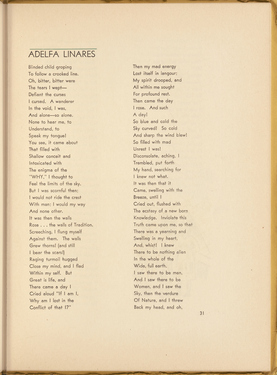 ADELFA LINARES
Blinded child groping
To follow a crooked line.
Oh, bitter, bitter were
The tears I wept—
Defiant the curses
I cursed. A wanderer
In the void, I was,
And alone—so alone.
None to hear me, to
Understand, to
Speak my tongue!
You see, it came about
That filled with
Shallow conceit and
Intoxicated with
The enigma of the
"WHY," I thought to
Feel the limits of the sky,
But I was scornful then;
I would not ride the crest
With man: I would my way
And none other.
It was then the walls
Rose . . . the walls of Tradition,
Screeching, I flung myself
Against them. The walls
Grew thorns! (and still
I bear the scars!)
Raging turmoil hugged
Close my mind, and I fled
Within my self. But
Great is life, and
There came a day I
Cried aloud "If I am I,
Why am I lost in the
Conflict of that I?"
Then my mad energy
Lost itself in languor;
My spirit drooped, and
All within me sought
For profound rest.
Then came the day
I rose. And such
A day!
So blue and cold the
Sky curved! So cold
And sharp the wind blew!
So filled with mad
Unrest I was!
Disconsolate, aching, I
Trembled, put forth
My hand, searching for
I knew not what.
It was then that It
Came, swelling with the
Breeze, until I
Cried out, flushed with
The ecstasy of new born
Knowledge. Inviolate this
Truth came upon me, so that
There was a yearning and
Swelling in my heart.
And, whist! I knew
There to be nothing alien
In the whole of the
Wide, full earth.
I saw there to be man,
And I saw there to be
Women, and I saw the
Sky, then the verdure
Of Nature, and I threw
Back my head, and oh,
31